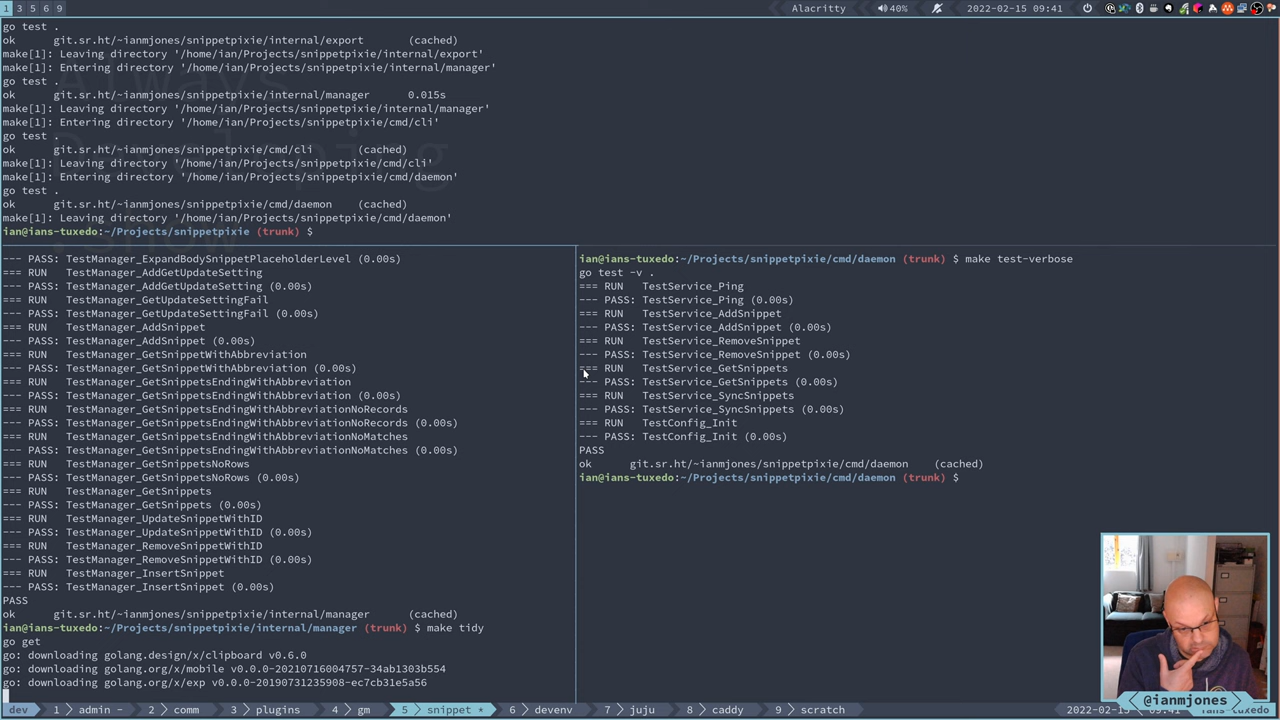 1 3 5 6 9
Alacritty
40%
2022-02-15 09:41
go test .
ok git.sr.ht/~ianmjones/snippetpixie/internal/export (cached)
make[1]: Leaving directory '/home/ian/Projects/snippetpixie/internal/export'
make[1]: Entering directory '/home/ian/Projects/snippetpixie/internal/manager'
go test .
ok git.sr.ht/~ianmjones/snippetpixie/internal/manager 0.015s
make[1]: Leaving directory '/home/ian/Projects/snippetpixie/internal/manager'
make[1]: Entering directory '/home/ian/Projects/snippetpixie/cmd/cli'
go test .
ok git.sr.ht/~ianmjones/snippetpixie/cmd/cli (cached)
make[1]: Leaving directory '/home/ian/Projects/snippetpixie/cmd/cli'
make[1]: Entering directory '/home/ian/Projects/snippetpixie/cmd/daemon'
go test .
ok git.sr.ht/~ianmjones/snippetpixie/cmd/daemon (cached)
make[1]: Leaving directory '/home/ian/Projects/snippetpixie/cmd/daemon'
ian@ians-tuxedo:~/Projects/snippetpixie (trunk) $
--- PASS: TestManager_ExpandBodySnippetPlaceholderLevel (0.00s)
=== RUN TestManager_AddGetUpdateSetting
--- PASS: TestManager_AddGetUpdateSetting (0.00s)
=== RUN TestManager_GetUpdateSettingFail
--- PASS: TestManager_GetUpdateSettingFail (0.00s)
=== RUN TestManager_AddSnippet
--- PASS: TestManager_AddSnippet (0.00s)
=== RUN TestManager_GetSnippetWithAbbreviation
--- PASS: TestManager_GetSnippetWithAbbreviation (0.00s)
=== RUN TestManager_GetSnippetsEndingWithAbbreviation
--- PASS: TestManager_GetSnippetsEndingWithAbbreviation (0.00s)
=== RUN TestManager_GetSnippetsEndingWithAbbreviationNoRecords
--- PASS: TestManager_GetSnippetsEndingWithAbbreviationNoRecords (0.00s)
=== RUN TestManager_GetSnippetsEndingWithAbbreviationNoMatches
--- PASS: TestManager_GetSnippetsEndingWithAbbreviationNoMatches (0.00s)
=== RUN TestManager_GetSnippetsNoRows
--- PASS: TestManager_GetSnippetsNoRows (0.00s)
=== RUN TestManager_GetSnippets
--- PASS: TestManager_GetSnippets (0.00s)
=== RUN TestManager_UpdateSnippetWithID
--- PASS: TestManager_UpdateSnippetWithID (0.00s)
=== RUN TestManager_RemoveSnippetWithID
--- PASS: TestManager_RemoveSnippetWithID (0.00s)
=== RUN TestManager_InsertSnippet
--- PASS: TestManager_InsertSnippet (0.00s)
PASS
ok git.sr.ht/~ianmjones/snippetpixie/internal/manager (cached)
ian@ians-tuxedo:~/Projects/snippetpixie/internal/manager (trunk) $ make tidy
go get
go: downloading golang.design/x/clipboard v0.6.0
go: downloading golang.org/x/mobile v0.0.0-20210716004757-34ab1303b554
go: downloading golang.org/x/exp v0.0.0-20190731235908-ec7cb31e5a56
ian@ians-tuxedo:~/Projects/snippetpixie/cmd/daemon (trunk) $ make test-verbose
go test -v .
=== RUN TestService_Ping
--- PASS: TestService_Ping (0.00s)
=== RUN TestService_AddSnippet
--- PASS: TestService_AddSnippet (0.00s)
=== RUN TestService_RemoveSnippet
--- PASS: TestService_RemoveSnippet (0.00s)
=== RUN TestService_GetSnippets
--- PASS: TestService_GetSnippets (0.00s)
=== RUN TestService_SyncSnippets
--- PASS: TestService_SyncSnippets (0.00s)
=== RUN TestConfig_Init
--- PASS: TestConfig_Init (0.00s)
PASS
ok git.sr.ht/~ianmjones/snippetpixie/cmd/daemon (cached)
ian@ians-tuxedo:~/Projects/snippetpixie/cmd/daemon (trunk) $
@ianmjones
dev 1 admin - 2 comm 3 plugins 4 gm 5 snippet * 6 devenv 7 juju 8 caddy 9 scratch